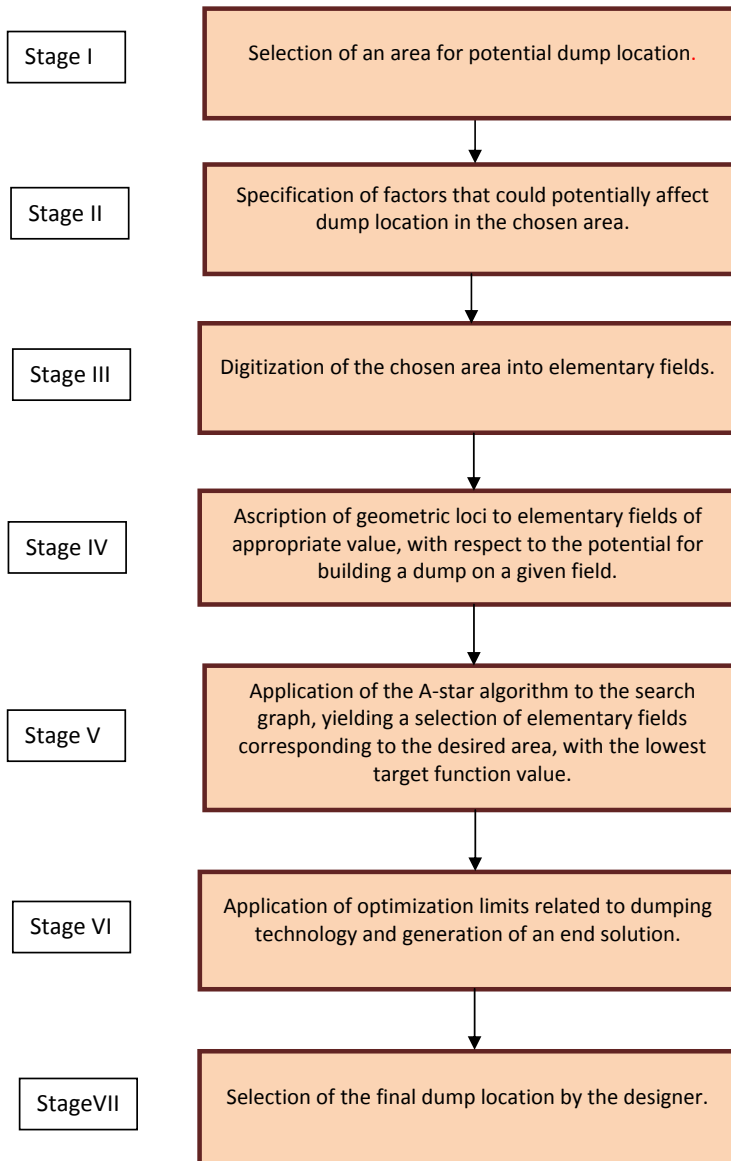 Stage I
Selection of an area for potential dump location.
Stage II
Specification of factors that could potentially affect
dump location in the chosen area.
Stage III
Digitization of the chosen area into elementary fields.
Stage IV
Ascription of geometric loci to elementary fields of
appropriate value, with respect to the potential for
building a dump on a given field.
Stage V
Application of the A-star algorithm to the search
graph, yielding a selection of elementary fields
corresponding to the desired area, with the lowest
target function value.
Stage VI
Application of optimization limits related to dumping
technology and generation of an end solution.
StageVII
Selection of the final dump location by the designer.